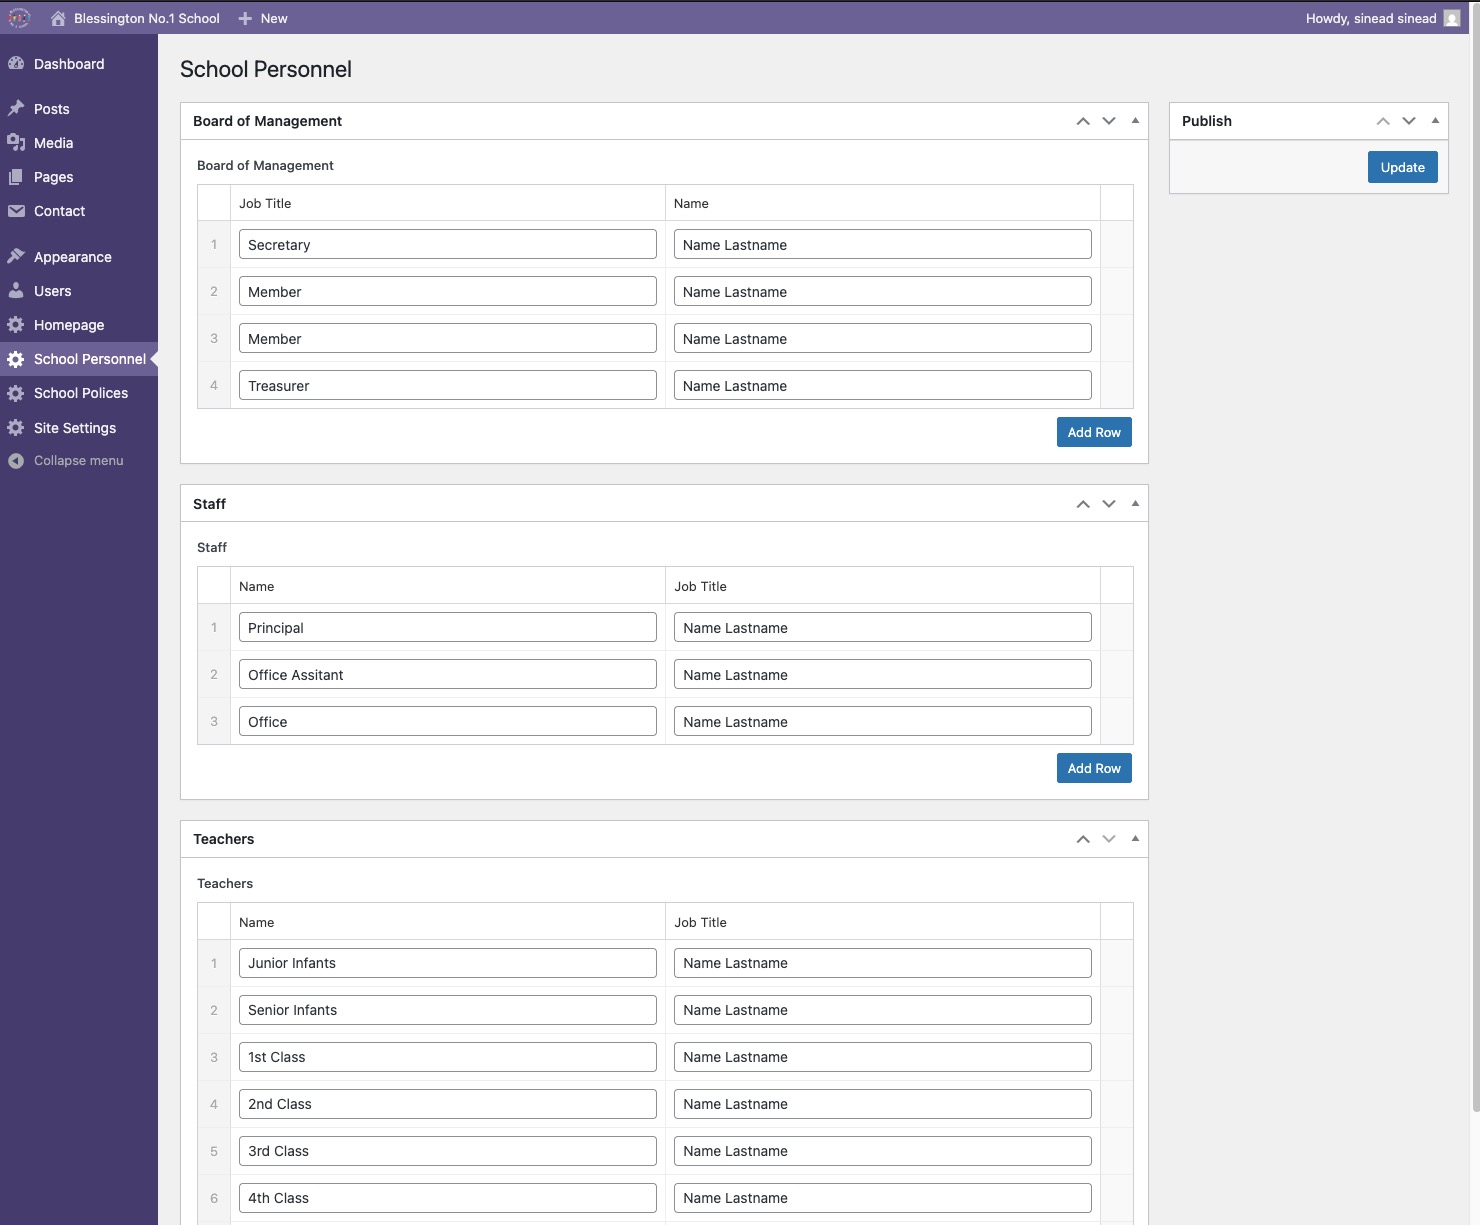 Blessington No.1 School
New
Howdy, sinead sinead
Dashboard
Posts
Media
Pages
Contact
Appearance
Users
Homepage
School Personnel
School Polices
Site Settings
Collapse menu
School Personnel
Board of Management
Board of Management
Job Title Name
1 Secretary Name Lastname
2 Member Name Lastname
3 Member Name Lastname
4 Treasurer Name Lastname
Add Row
Publish
Update
Staff
Staff
Name Job Title
1 Principal Name Lastname
2 Office Assitant Name Lastname
3 Office Name Lastname
Add Row
Teachers
Teachers
Name Job Title
1 Junior Infants Name Lastname
2 Senior Infants Name Lastname
3 1st Class Name Lastname
4 2nd Class Name Lastname
5 3rd Class Name Lastname
6 4th Class Name Lastname